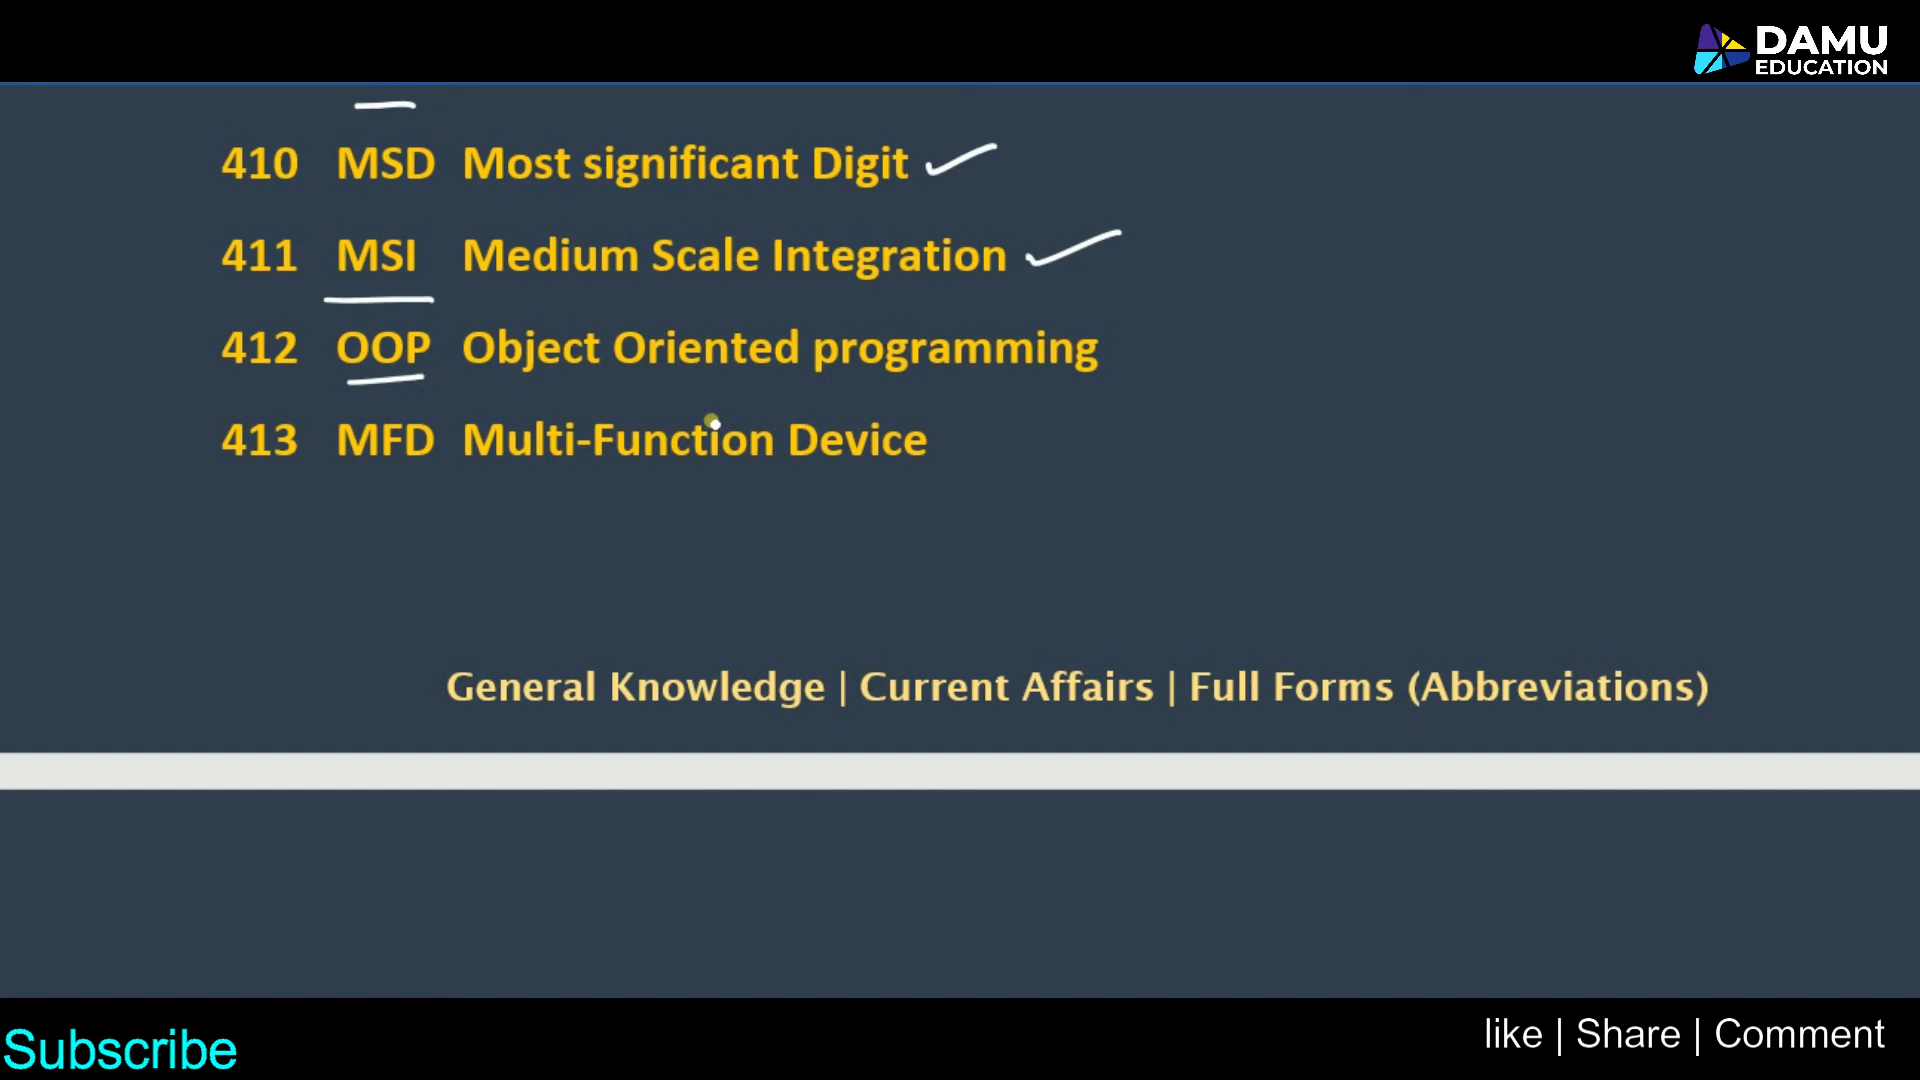 DAMU
EDUCATION
410 MSD Most significant Digit
411 MSI Medium Scale Integration
412 OOP Object Oriented programming
413 MFD Multi-Function Device
General Knowledge | Current Affairs | Full Forms (Abbreviations)
Subscribe
like | Share | Comment